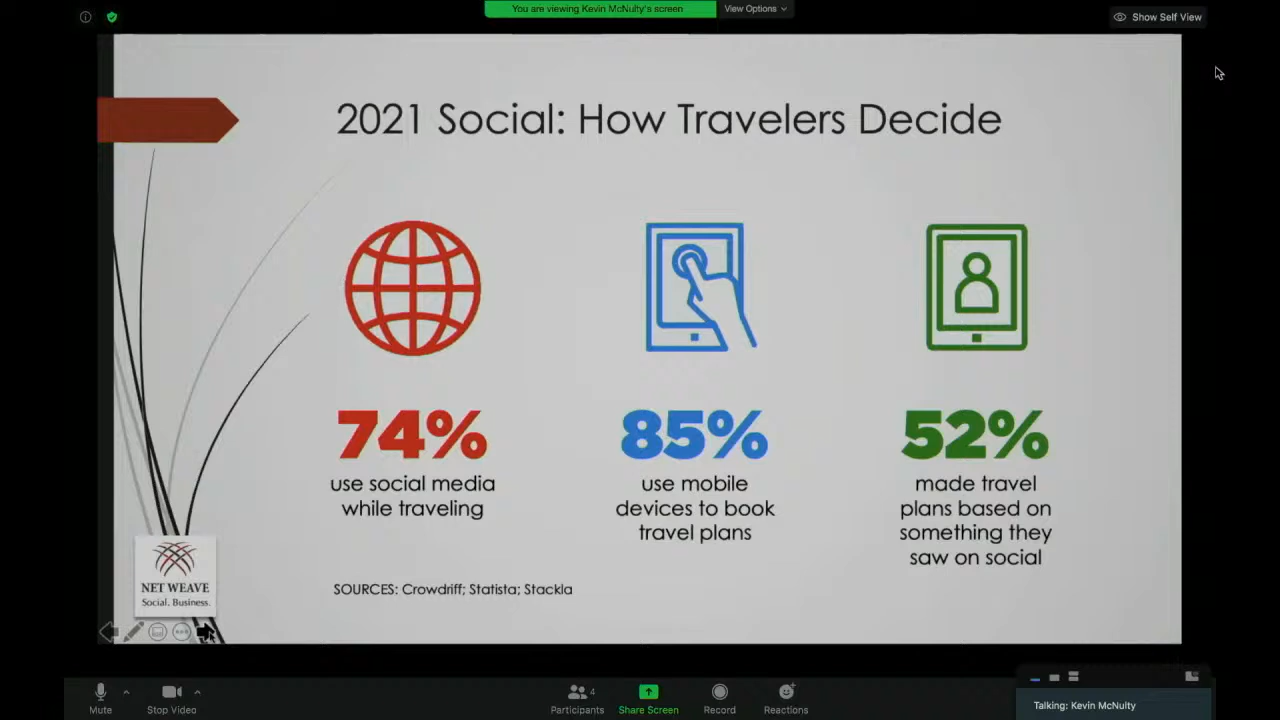 You are viewing Kevin McNulty's screen
View Options
Show Self View
2021 Social: How Travelers Decide
74%
use social media
while traveling
85%
use mobile
devices to book
travel plans
52%
made travel
plans based on
something they
saw on social
SOURCES: Crowdriff; Statista; Stackla
NET WEAVE
Social. Business.
Mute
Stop Video
4
Participants
Share Screen
Record
Reactions
Talking: Kevin McNulty